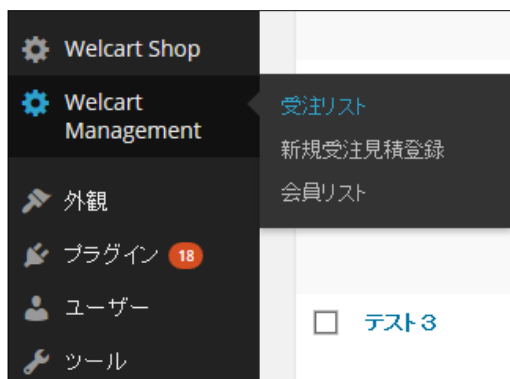 Welcart Shop
Welcart
Management
受注リスト
新規受注見積登録
会員リスト
外観
プラグイン 18
ユーザー
ツール
テスト3